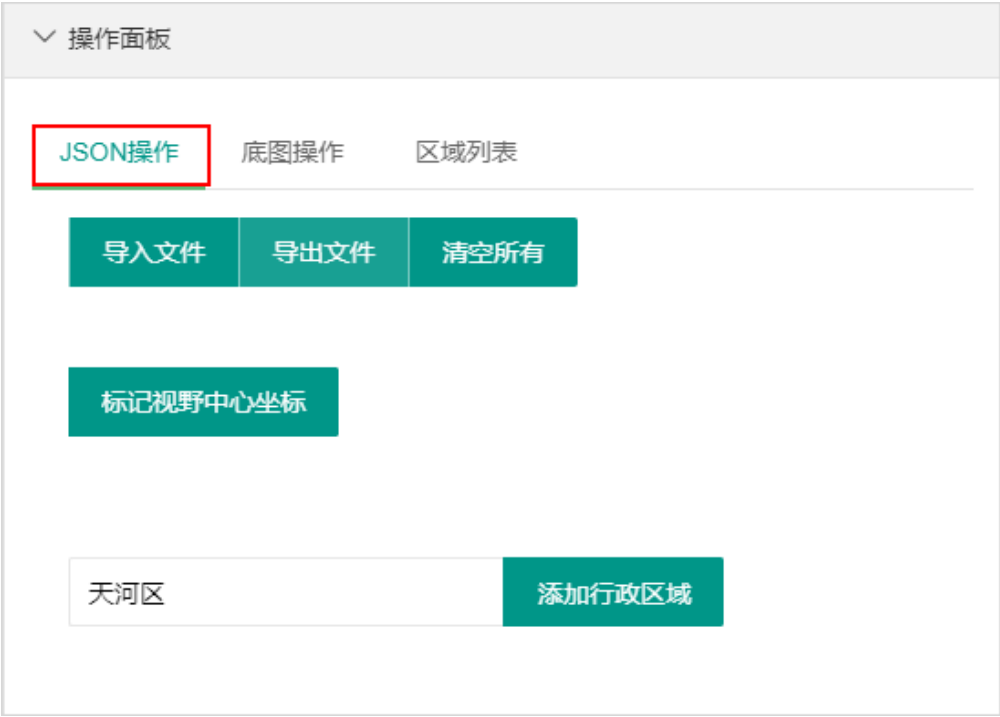 操作面板
JSON操作 底图操作 区域列表
导入文件 导出文件 清空所有
标记视野中心坐标
天河区 添加行政区域